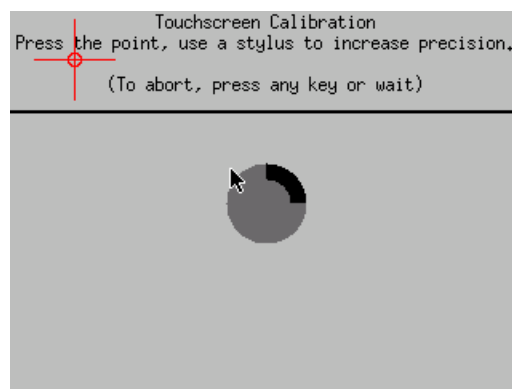 Touchscreen Calibration
Press the point, use a stylus to increase precision.
(To abort, press any key or wait)